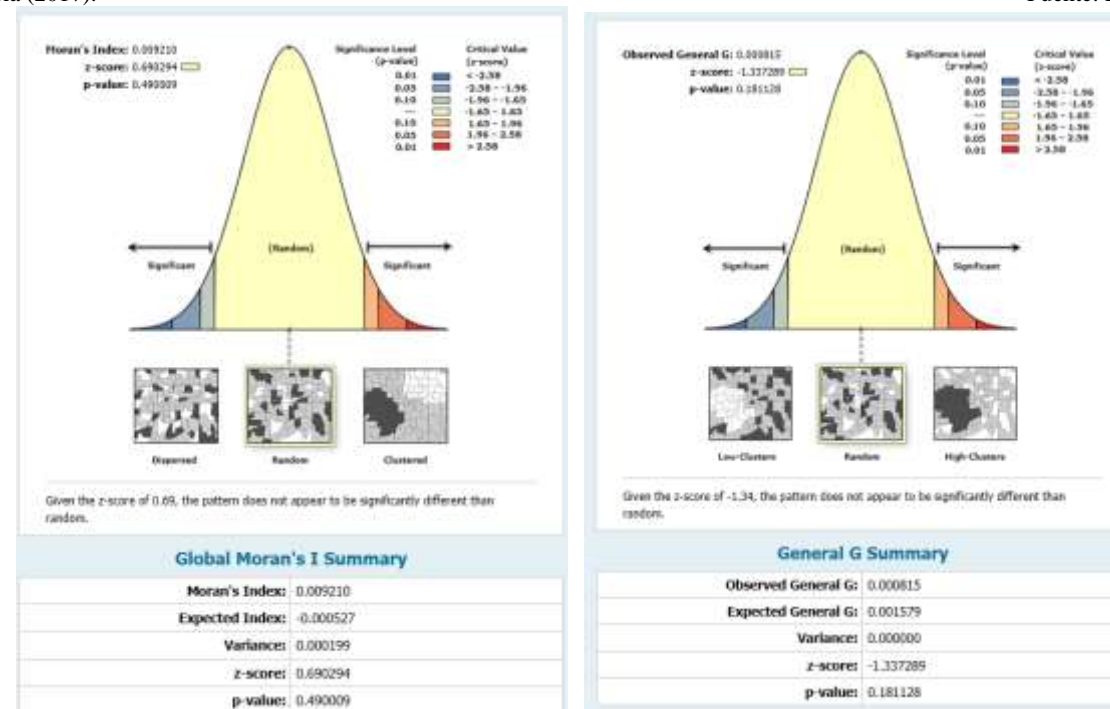 (2017).
Moran's Index: 0.009210
z-score: 0.690294
p-value: 0.490009
Significance Level
(p-value)
Critical Value
(z-score)
0.01 < -2.58
0.05 -2.58 - -1.96
0.10 -1.96 - -1.65
--- -1.65 - 1.65
0.10 1.65 - 1.96
0.05 1.96 - 2.58
0.01 > 2.58
(Random)
Significant
Significant
Dispersed
Random
Clustered
Given the z-score of 0.69, the pattern does not appear to be significantly different than
random.
Global Moran's I Summary
Moran's Index: 0.009210
Expected Index: -0.000527
Variance: 0.000199
z-score: 0.690294
p-value: 0.490009
Observed General G: 0.000815
z-score: -1.337289
p-value: 0.181128
Significance Level
(p-value)
Critical Value
(z-score)
0.01 < -2.58
0.05 -2.58 - -1.96
0.10 -1.96 - -1.65
--- -1.65 - 1.65
0.10 1.65 - 1.96
0.05 1.96 - 2.58
0.01 > 2.58
(Random)
Significant
Significant
Low-Clusters
Random
High-Clusters
Given the z-score of -1.34, the pattern does not appear to be significantly different than
random.
General G Summary
Observed General G: 0.000815
Expected General G: 0.001579
Variance: 0.000000
z-score: -1.337289
p-value: 0.181128